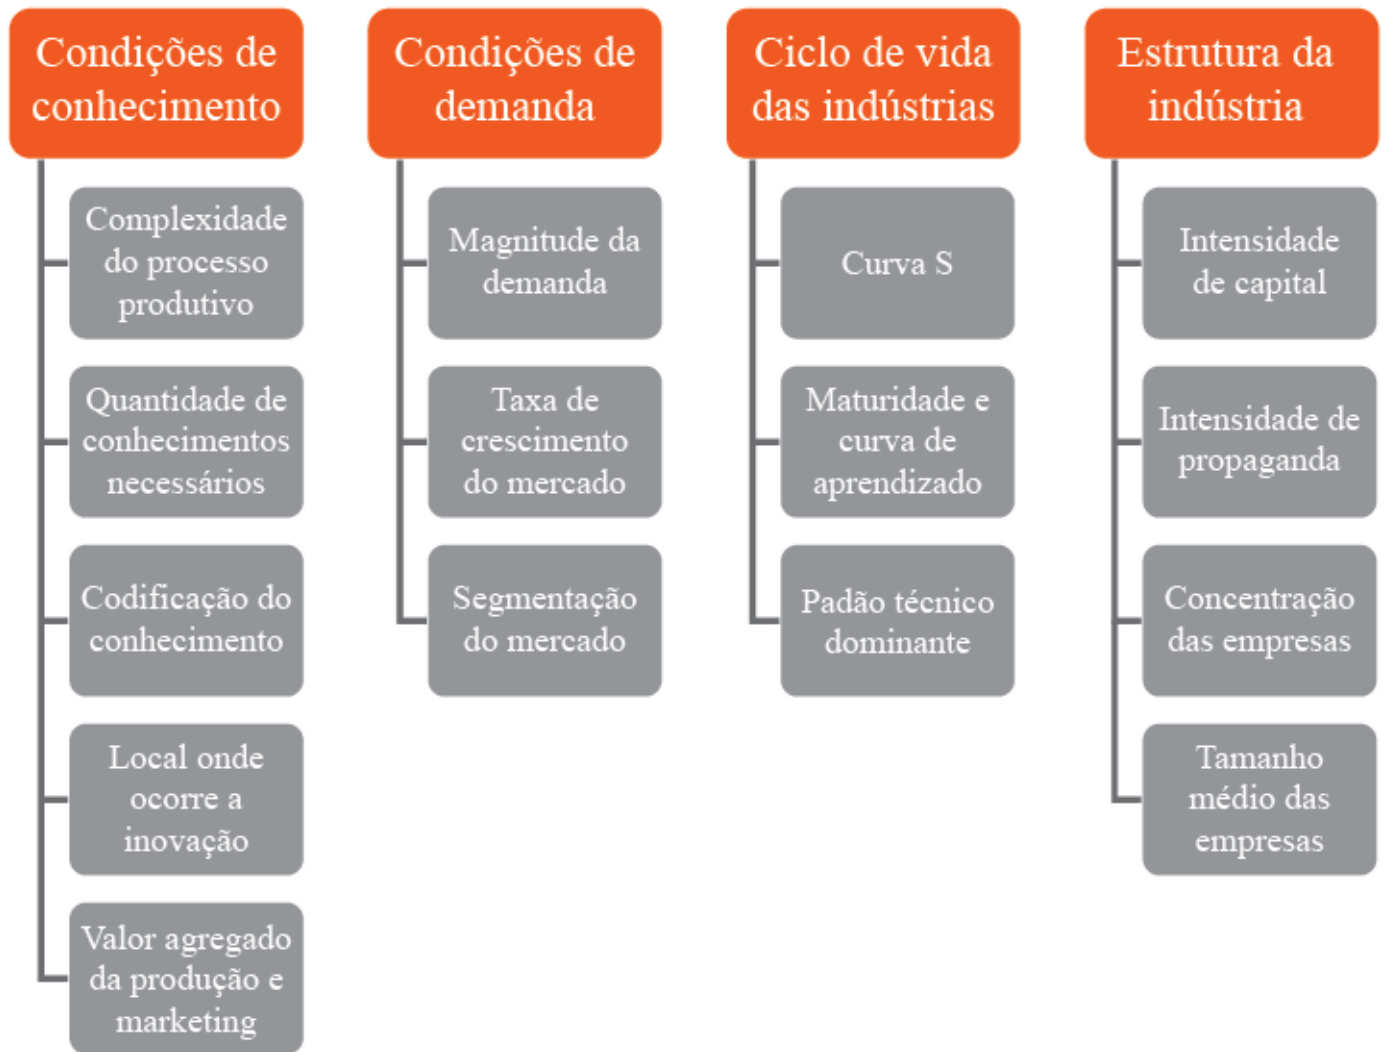 Condições de
conhecimento
Complexidade
do processo
produtivo
Quantidade de
conhecimentos
necessários
Codificação do
conhecimento
Local onde
ocorre a
inovação
Valor agregado
da produção e
marketing
Condições de
demanda
Magnitude da
demanda
Taxa de
crescimento
do mercado
Segmentação
do mercado
Ciclo de vida
das indústrias
Curva S
Maturidade e
curva de
aprendizado
Padão técnico
dominante
Estrutura da
indústria
Intensidade
de capital
Intensidade de
propaganda
Concentração
das empresas
Tamanho
médio das
empresas